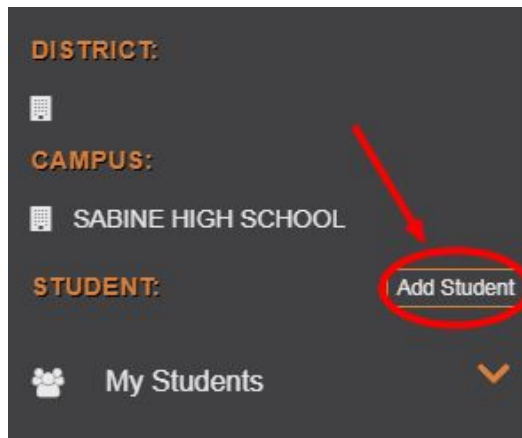 DISTRICT:
CAMPUS:
SABINE HIGH SCHOOL
STUDENT: Add Student
My Students